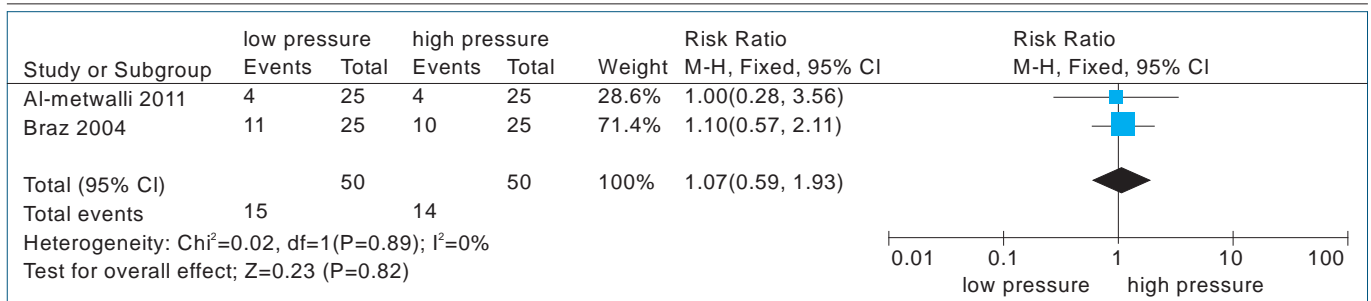 low pressure high pressure Risk Ratio Risk Ratio
Study or Subgroup Events Total Events Total Weight M-H, Fixed, 95% CI M-H, Fixed, 95% CI
Al-metwalli 2011 4 25 4 25 28.6% 1.00(0.28, 3.56)
Braz 2004 11 25 10 25 71.4% 1.10(0.57, 2.11)
Total (95% CI) 50 50 100% 1.07(0.59, 1.93)
Total events 15 14
Heterogeneity: Chi²=0.02, df=1(P=0.89); I²=0%
Test for overall effect; Z=0.23 (P=0.82)
0.01 0.1 1 10 100
low pressure high pressure